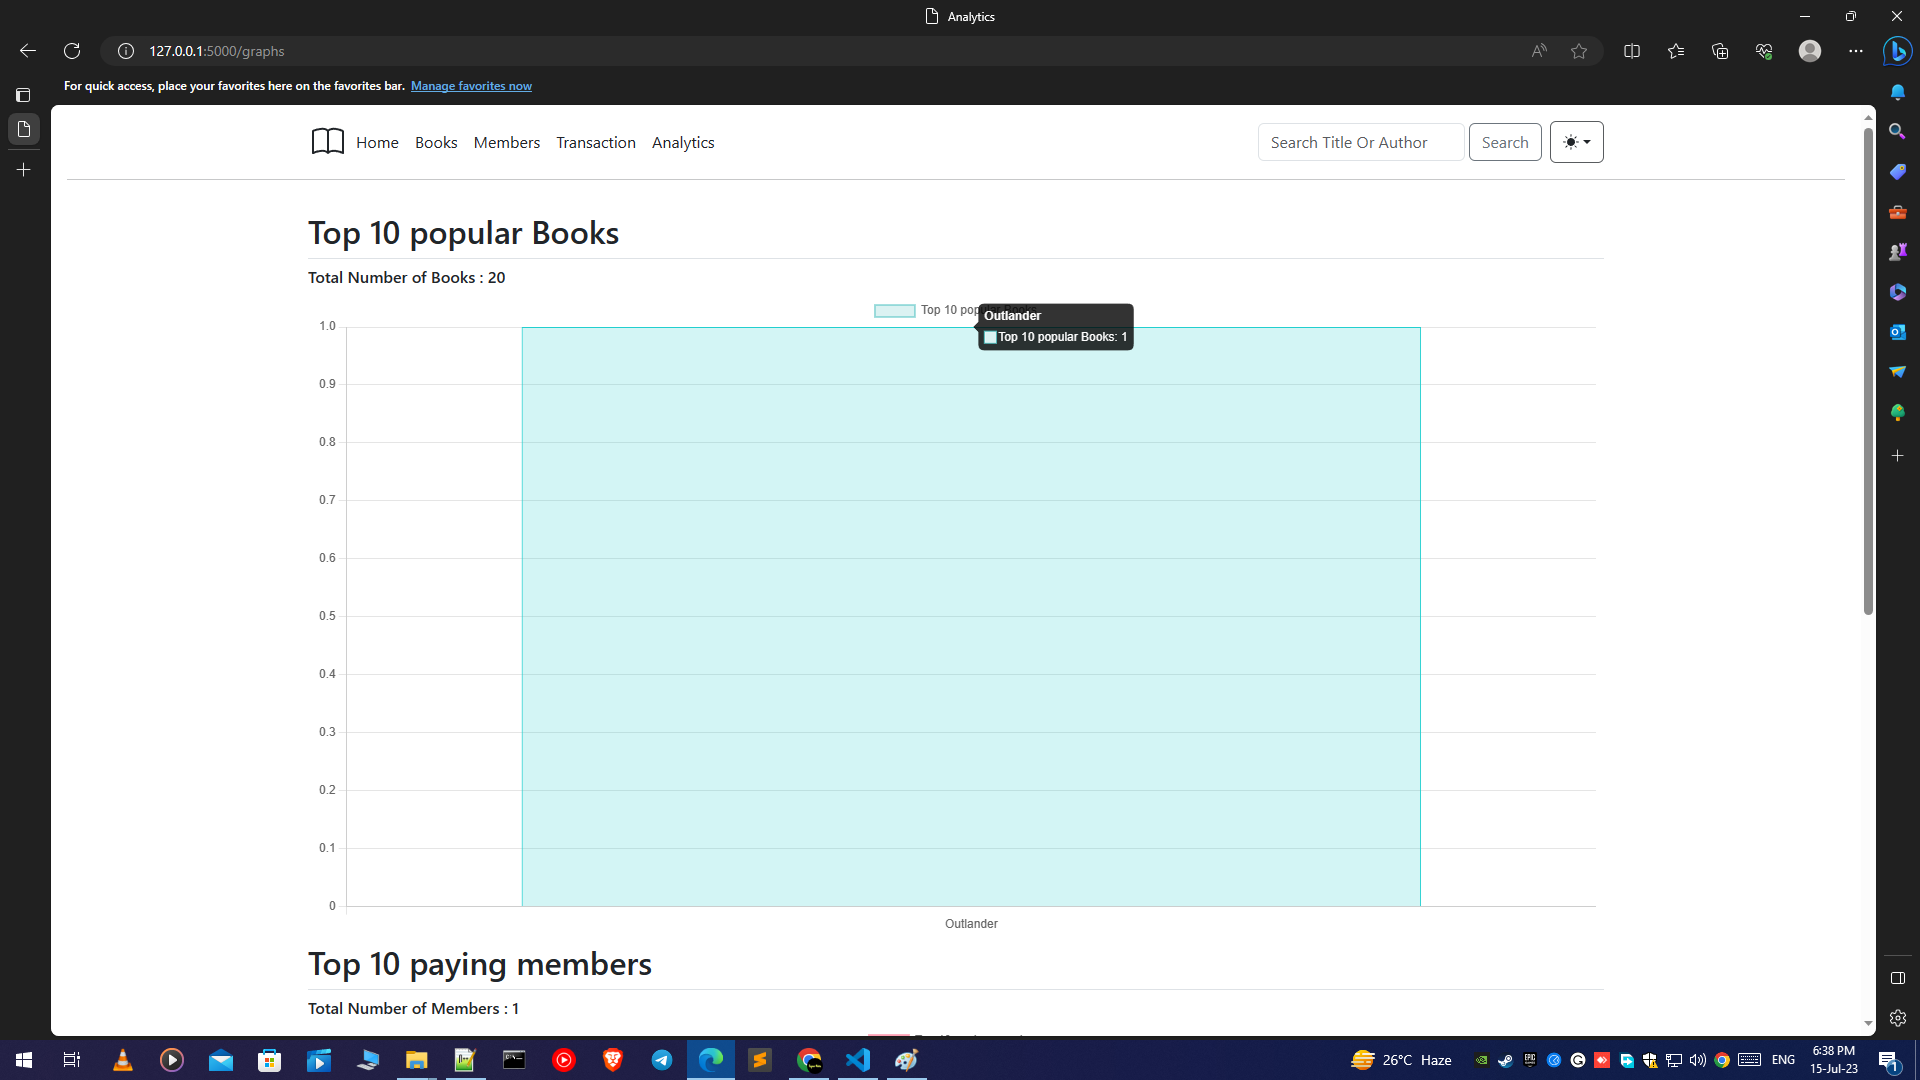 Analytics
127.0.0.1:5000/graphs
For quick access, place your favorites here on the favorites bar. Manage favorites now
Home Books Members Transaction Analytics
Search Title Or Author Search
Top 10 popular Books
Total Number of Books : 20
Top 10 pop
Outlander
Top 10 popular Books: 1
1.0
0.9
0.8
0.7
0.6
0.5
0.4
0.3
0.2
0.1
0
Outlander
Top 10 paying members
Total Number of Members : 1
26°C Haze
ENG
6:38 PM
15-Jul-23
1